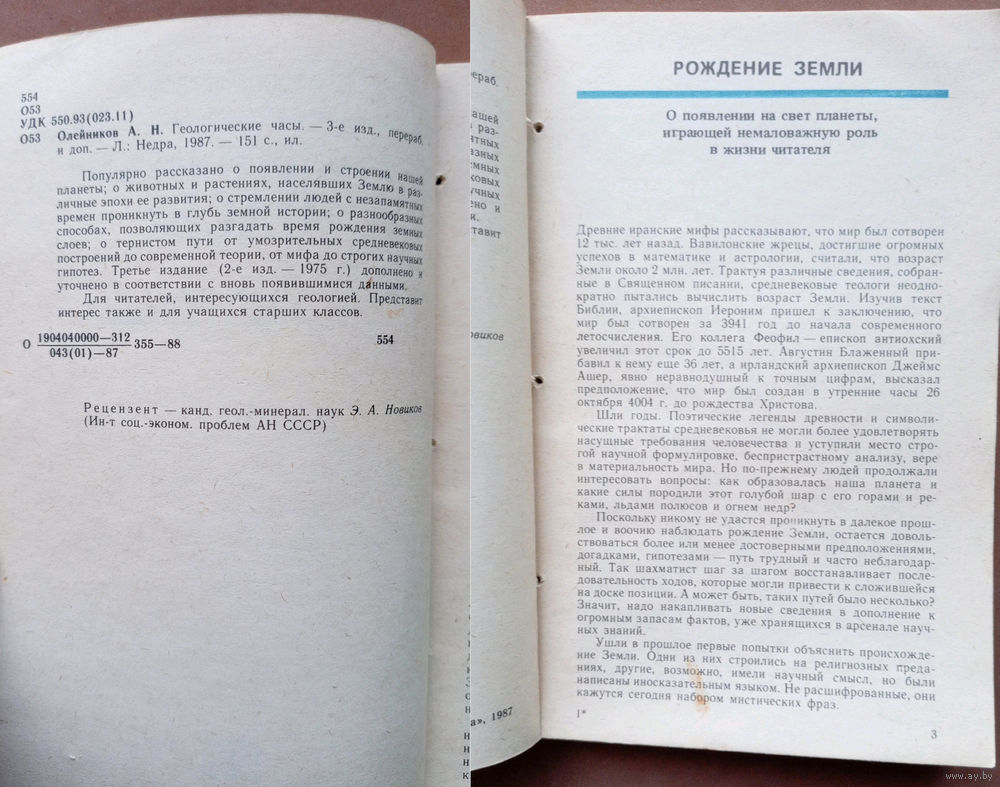 554
О53
УДК 550.93(023.11)
О53
Олейников А. Н. Геологические часы. — 3-е изд., перераб.
и доп. — Л.: Недра, 1987. — 151 с., ил.
Популярно рассказано о появлении и строении нашей
планеты; о животных и растениях, населявших Землю в раз-
личные эпохи ее развития; о стремлении людей с незапамятных
времен проникнуть в глубь земной истории; о разнообразных
способах, позволяющих разгадать время рождения земных
слоев; о тернистом пути от умозрительных средневековых
построений до современной теории, от мифа до строгих научных
гипотез. Третье издание (2-е изд. — 1975 г.) дополнено и
уточнено в соответствии с вновь появившимися данными.
Для читателей, интересующихся геологией. Представит
интерес также и для учащихся старших классов.
О 1904040000—312
043(01)—87 355—88 554
Рецензент — канд. геол.-минерал. наук Э. А. Новиков
(Ин-т соц.-эконом. проблем АН СССР)
ераб.
ашей
раз-
тных
азных
емных
ковых
учных
ено и
и.
ставит
овиков
а», 1987
РОЖДЕНИЕ ЗЕМЛИ
О появлении на свет планеты,
играющей немаловажную роль
в жизни читателя
Древние иранские мифы рассказывают, что мир был сотворен
12 тыс. лет назад. Вавилонские жрецы, достигшие огромных
успехов в математике и астрологии, считали, что возраст
Земли около 2 млн. лет. Трактуя различные сведения, собран-
ные в Священном писании, средневековые теологи неодно-
кратно пытались вычислить возраст Земли. Изучив текст
Библии, архиепископ Иероним пришел к заключению, что
мир был сотворен за 3941 год до начала современного
летосчисления. Его коллега Феофил — епископ антиохский
увеличил этот срок до 5515 лет. Августин Блаженный при-
бавил к нему еще 36 лет, а ирландский архиепископ Джеймс
Ашер, явно неравнодушный к точным цифрам, высказал
предположение, что мир был создан в утренние часы 26
октября 4004 г. до рождества Христова.
Шли годы. Поэтические легенды древности и символи-
ческие трактаты средневековья не могли более удовлетворять
насущные требования человечества и уступили место стро-
гой научной формулировке, беспристрастному анализу, вере
в материальность мира. Но по-прежнему людей продолжали
интересовать вопросы: как образовалась наша планета и
какие силы породили этот голубой шар с его горами и ре-
ками, льдами полюсов и огнем недр?
Поскольку никому не удастся проникнуть в далекое прош-
лое и воочию наблюдать рождение Земли, остается доволь-
ствоваться более или менее достоверными предположениями,
догадками, гипотезами — путь трудный и часто неблагодар-
ный. Так шахматист шаг за шагом восстанавливает после-
довательность ходов, которые могли привести к сложившейся
на доске позиции. А может быть, таких путей было несколько?
Значит, надо накапливать новые сведения в дополнение к
огромным запасам фактов, уже хранящихся в арсенале науч-
ных знаний.
Ушли в прошлое первые попытки объяснить происхожде-
ние Земли. Одни из них строились на религиозных преда-
ниях, другие, возможно, имели научный смысл, но были
написаны иносказательным языком. Не расшифрованные, они
кажутся сегодня набором мистических фраз.
1*
3
www.ay.by